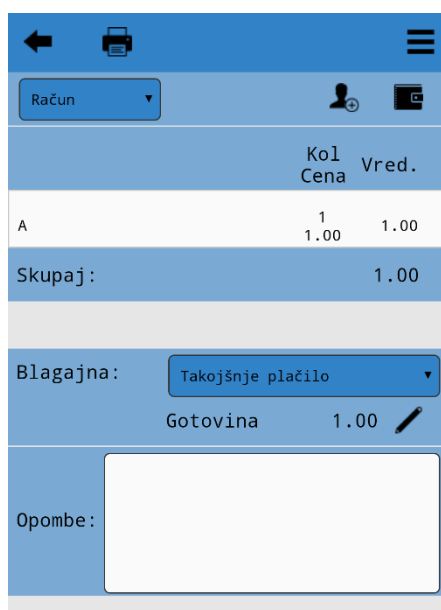 Račun
Kol
Cena Vred.
A 1
1.00 1.00
Skupaj: 1.00
Blagajna: Takojšnje plačilo
Gotovina 1.00
Opombe: